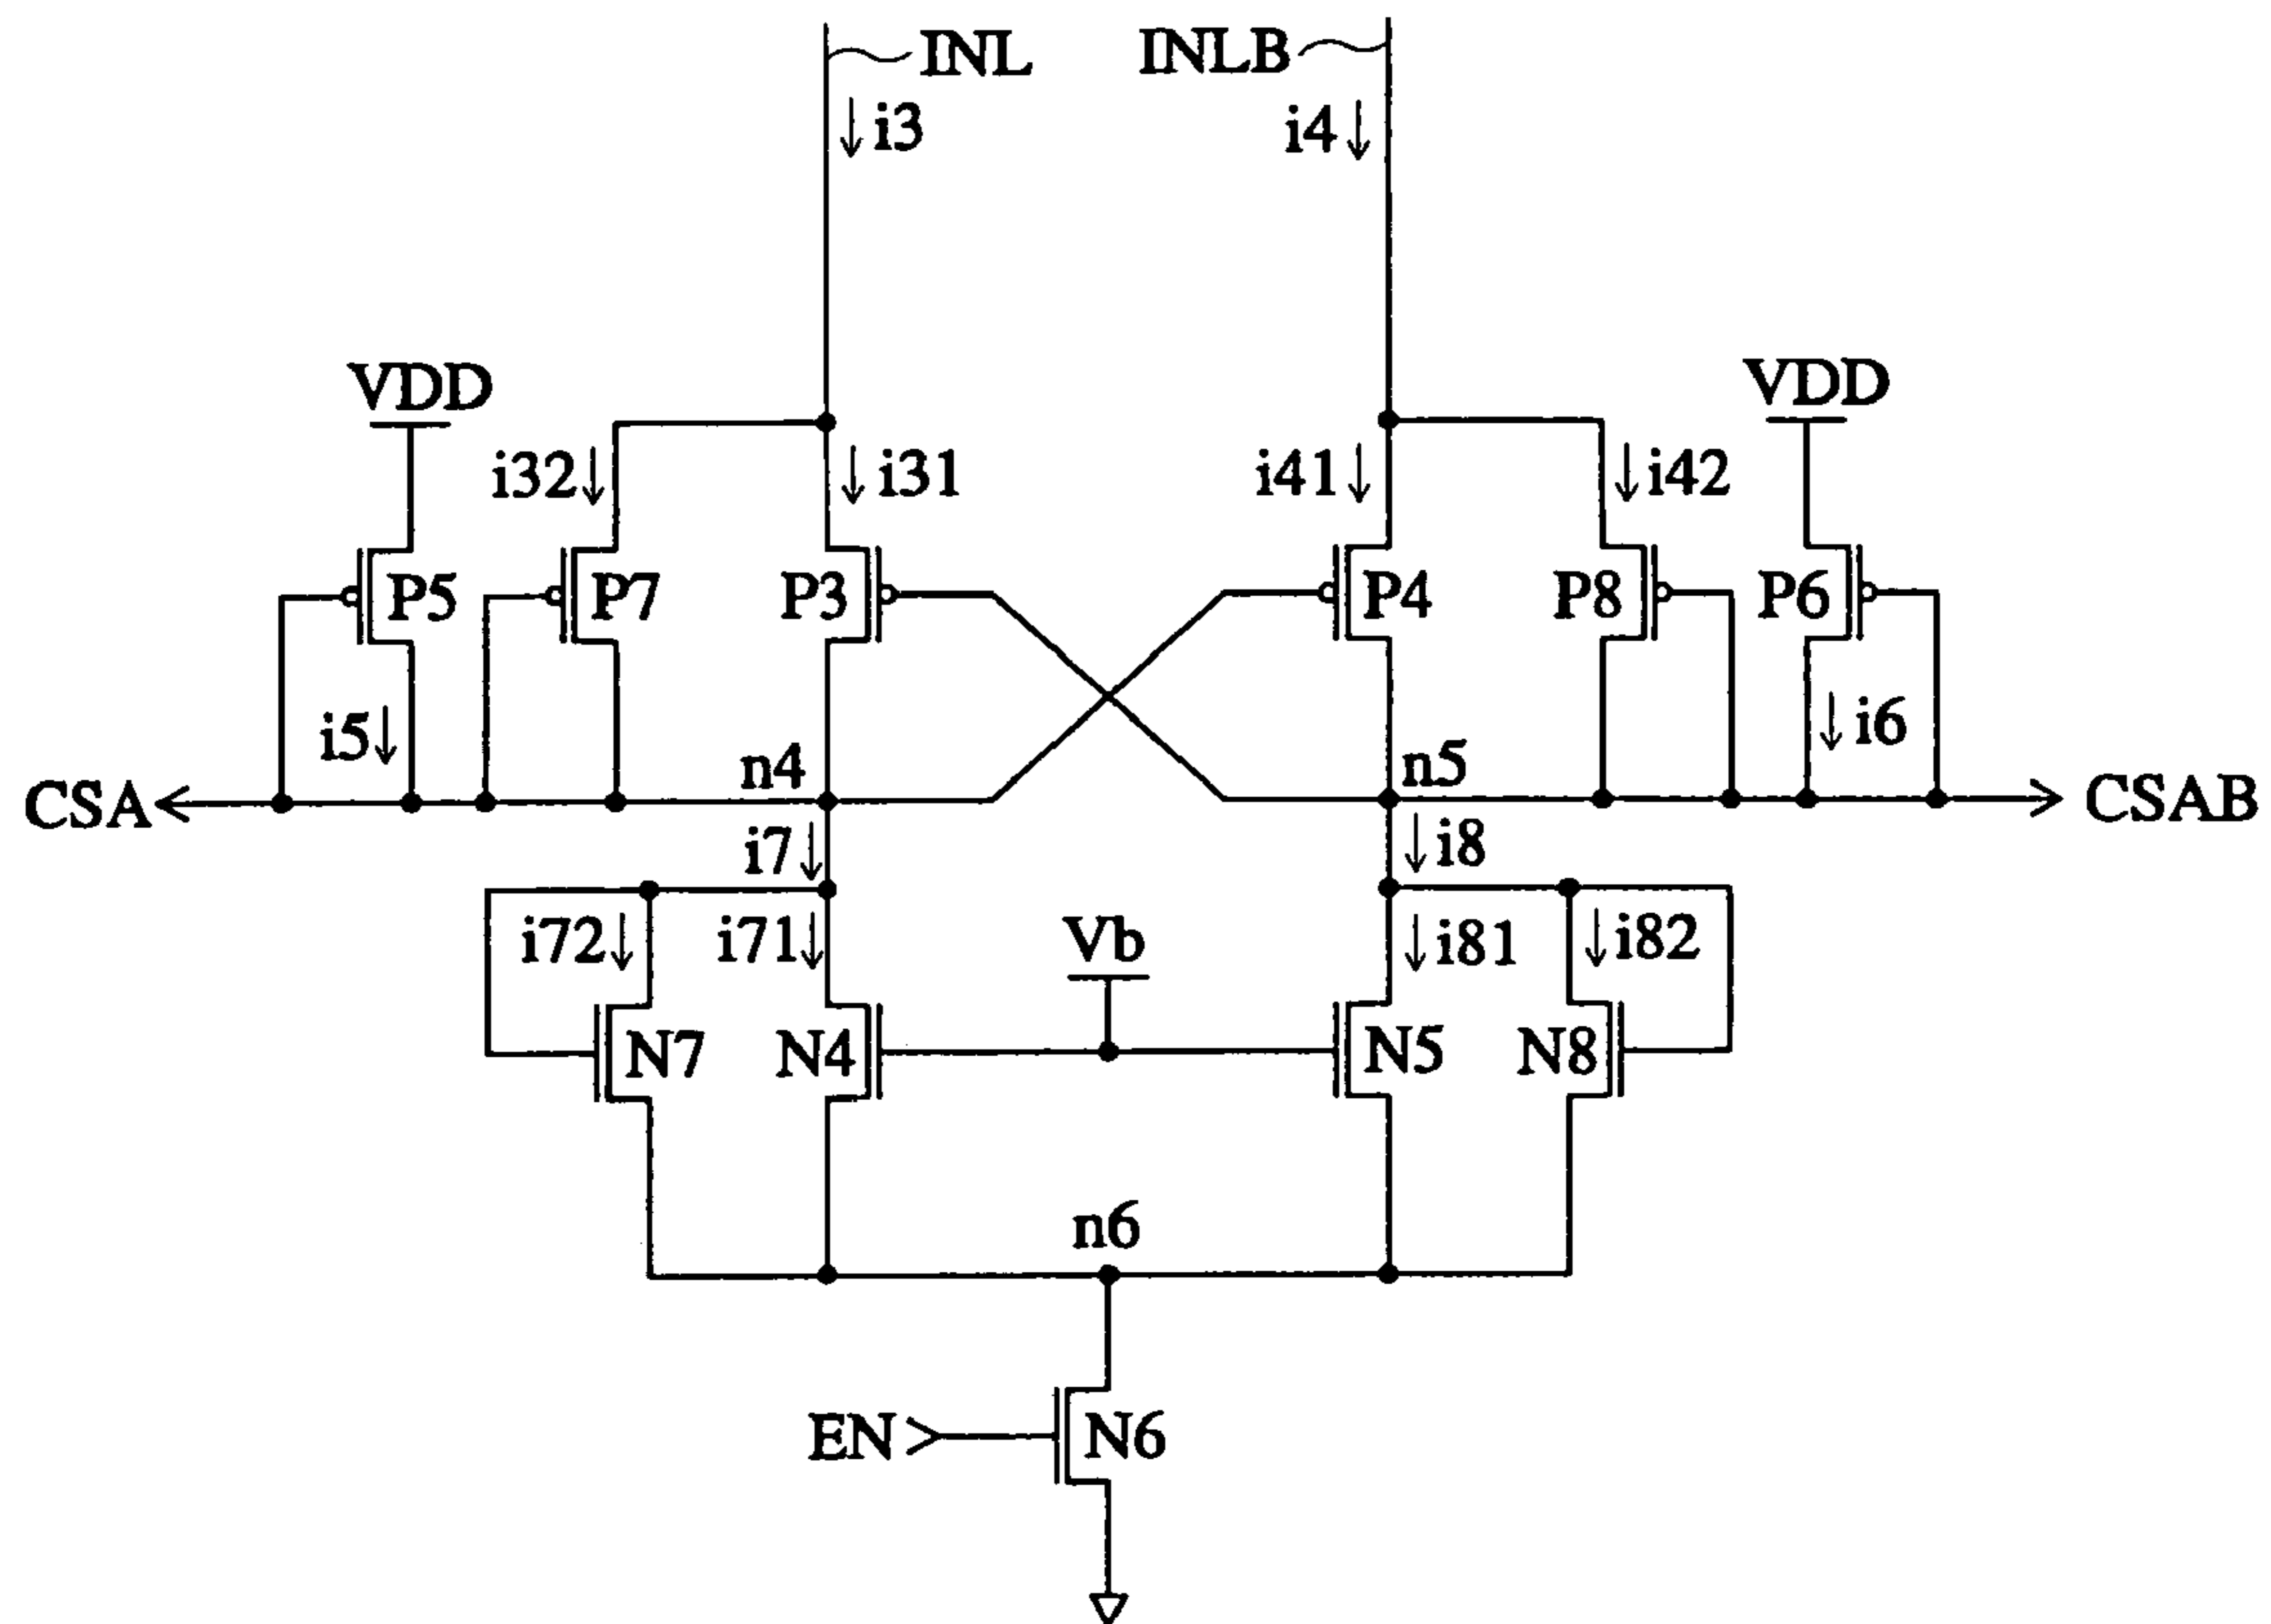 INL INLB
i3 i4
VDD VDD
i32 i31 i41 i42
P5 P7 P3 P4 P8 P6
i5 i6
n4 n5
CSA CSAB
i7 i8
i72 i71 Vb i81 i82
N7 N4 N5 N8
n6
EN N6